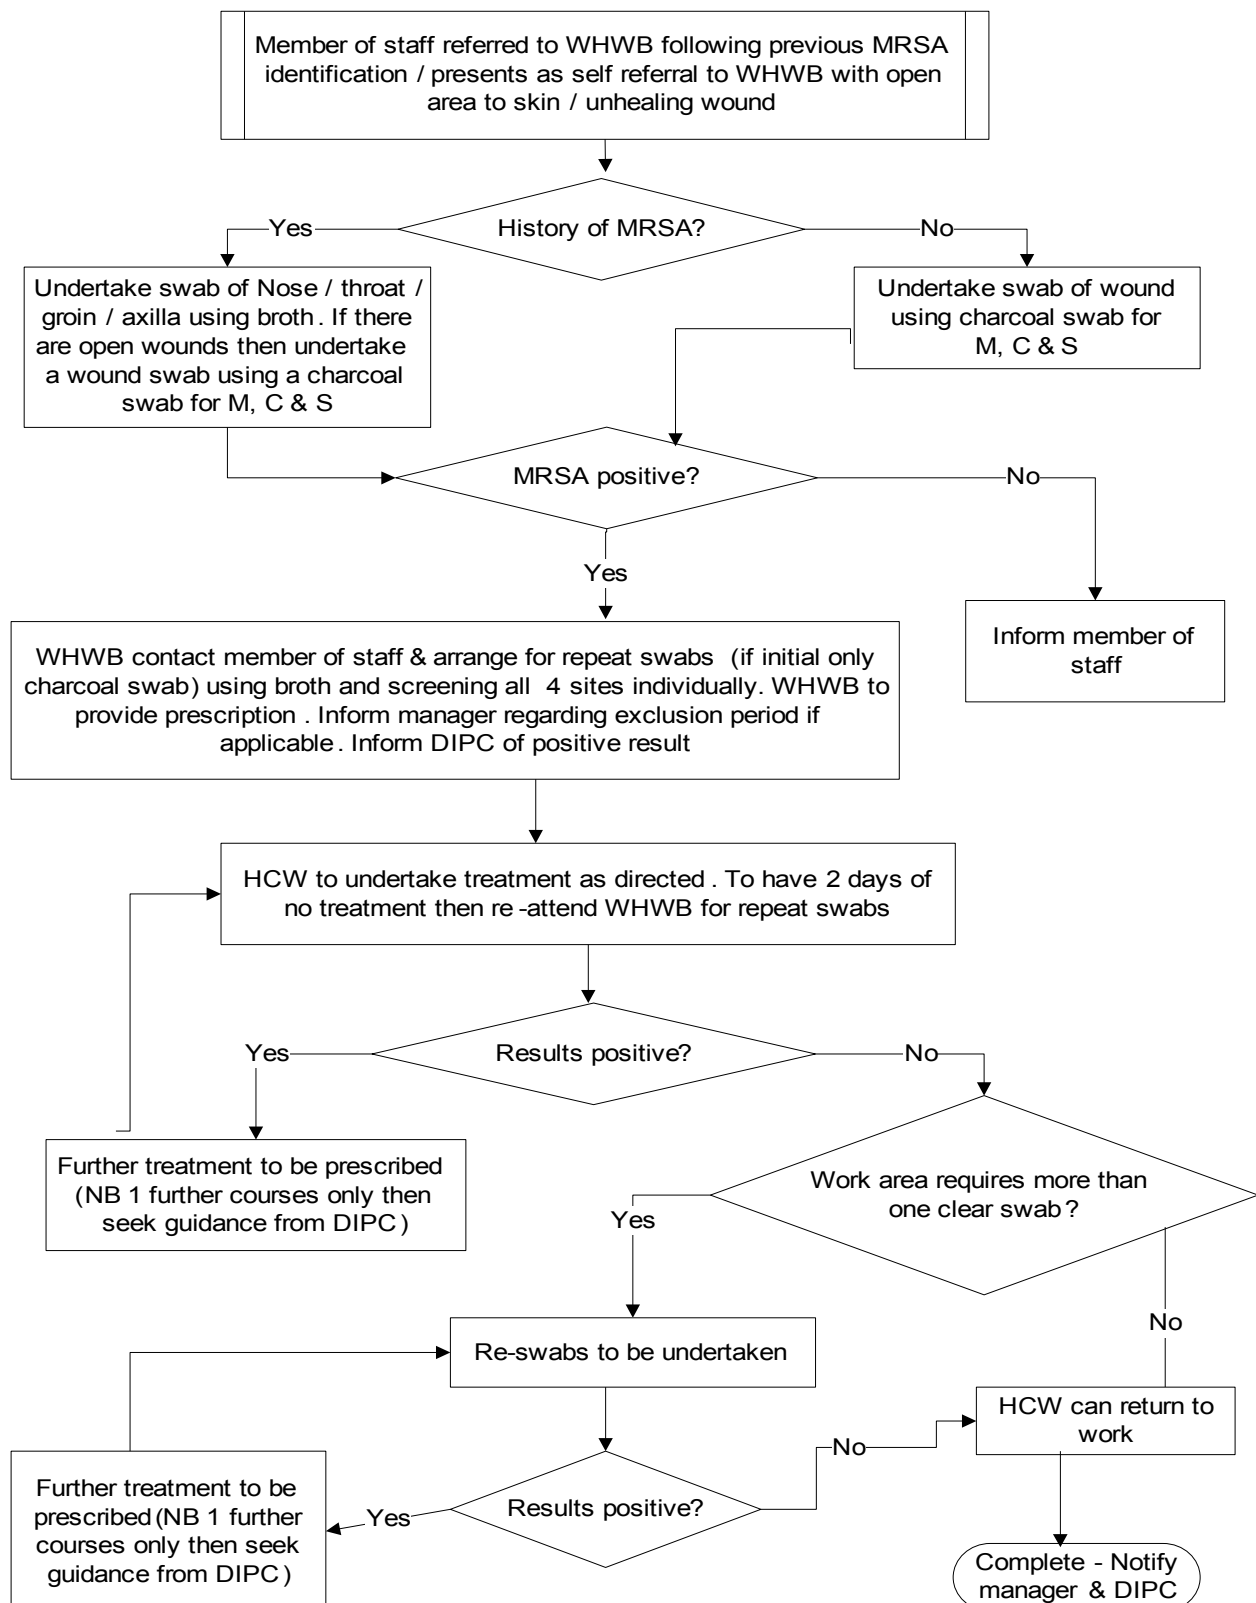 Member of staff referred to WHWB following previous MRSA
identification / presents as self referral to WHWB with open
area to skin / unhealing wound
History of MRSA?
Yes
No
Undertake swab of Nose / throat /
groin / axilla using broth. If there
are open wounds then undertake
a wound swab using a charcoal
swab for M, C & S
Undertake swab of wound
using charcoal swab for
M, C & S
MRSA positive?
No
Yes
Inform member of
staff
WHWB contact member of staff & arrange for repeat swabs (if initial only
charcoal swab) using broth and screening all 4 sites individually. WHWB to
provide prescription. Inform manager regarding exclusion period if
applicable. Inform DIPC of positive result
HCW to undertake treatment as directed. To have 2 days of
no treatment then re-attend WHWB for repeat swabs
Results positive?
Yes
No
Further treatment to be prescribed
(NB 1 further courses only then
seek guidance from DIPC)
Work area requires more than
one clear swab?
Yes
No
Re-swabs to be undertaken
HCW can return to
work
Results positive?
No
Yes
Further treatment to be
prescribed (NB 1 further
courses only then seek
guidance from DIPC)
Complete - Notify
manager & DIPC